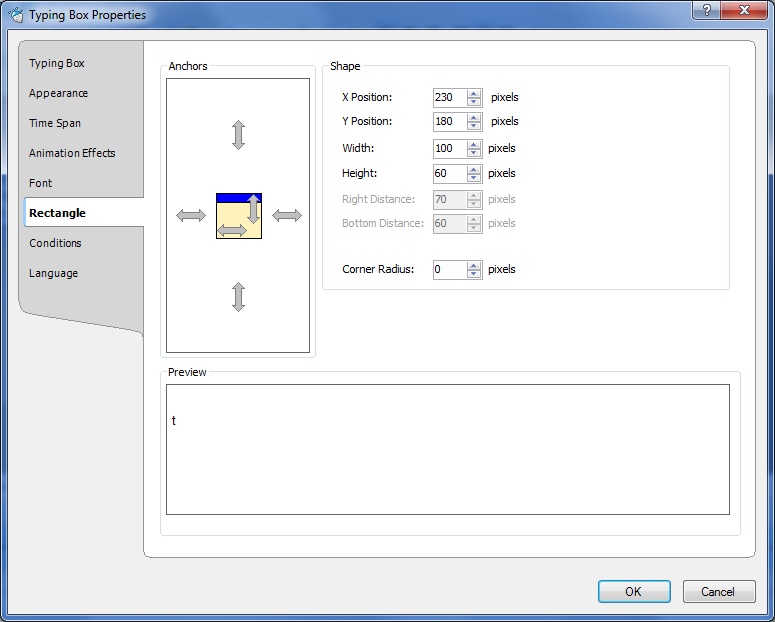 Typing Box Properties
?
Typing Box
Appearance
Time Span
Animation Effects
Font
Rectangle
Conditions
Language
Anchors
Shape
X Position: 230 pixels
Y Position: 180 pixels
Width: 100 pixels
Height: 60 pixels
Right Distance: 70 pixels
Bottom Distance: 60 pixels
Corner Radius: 0 pixels
Preview
t
OK Cancel